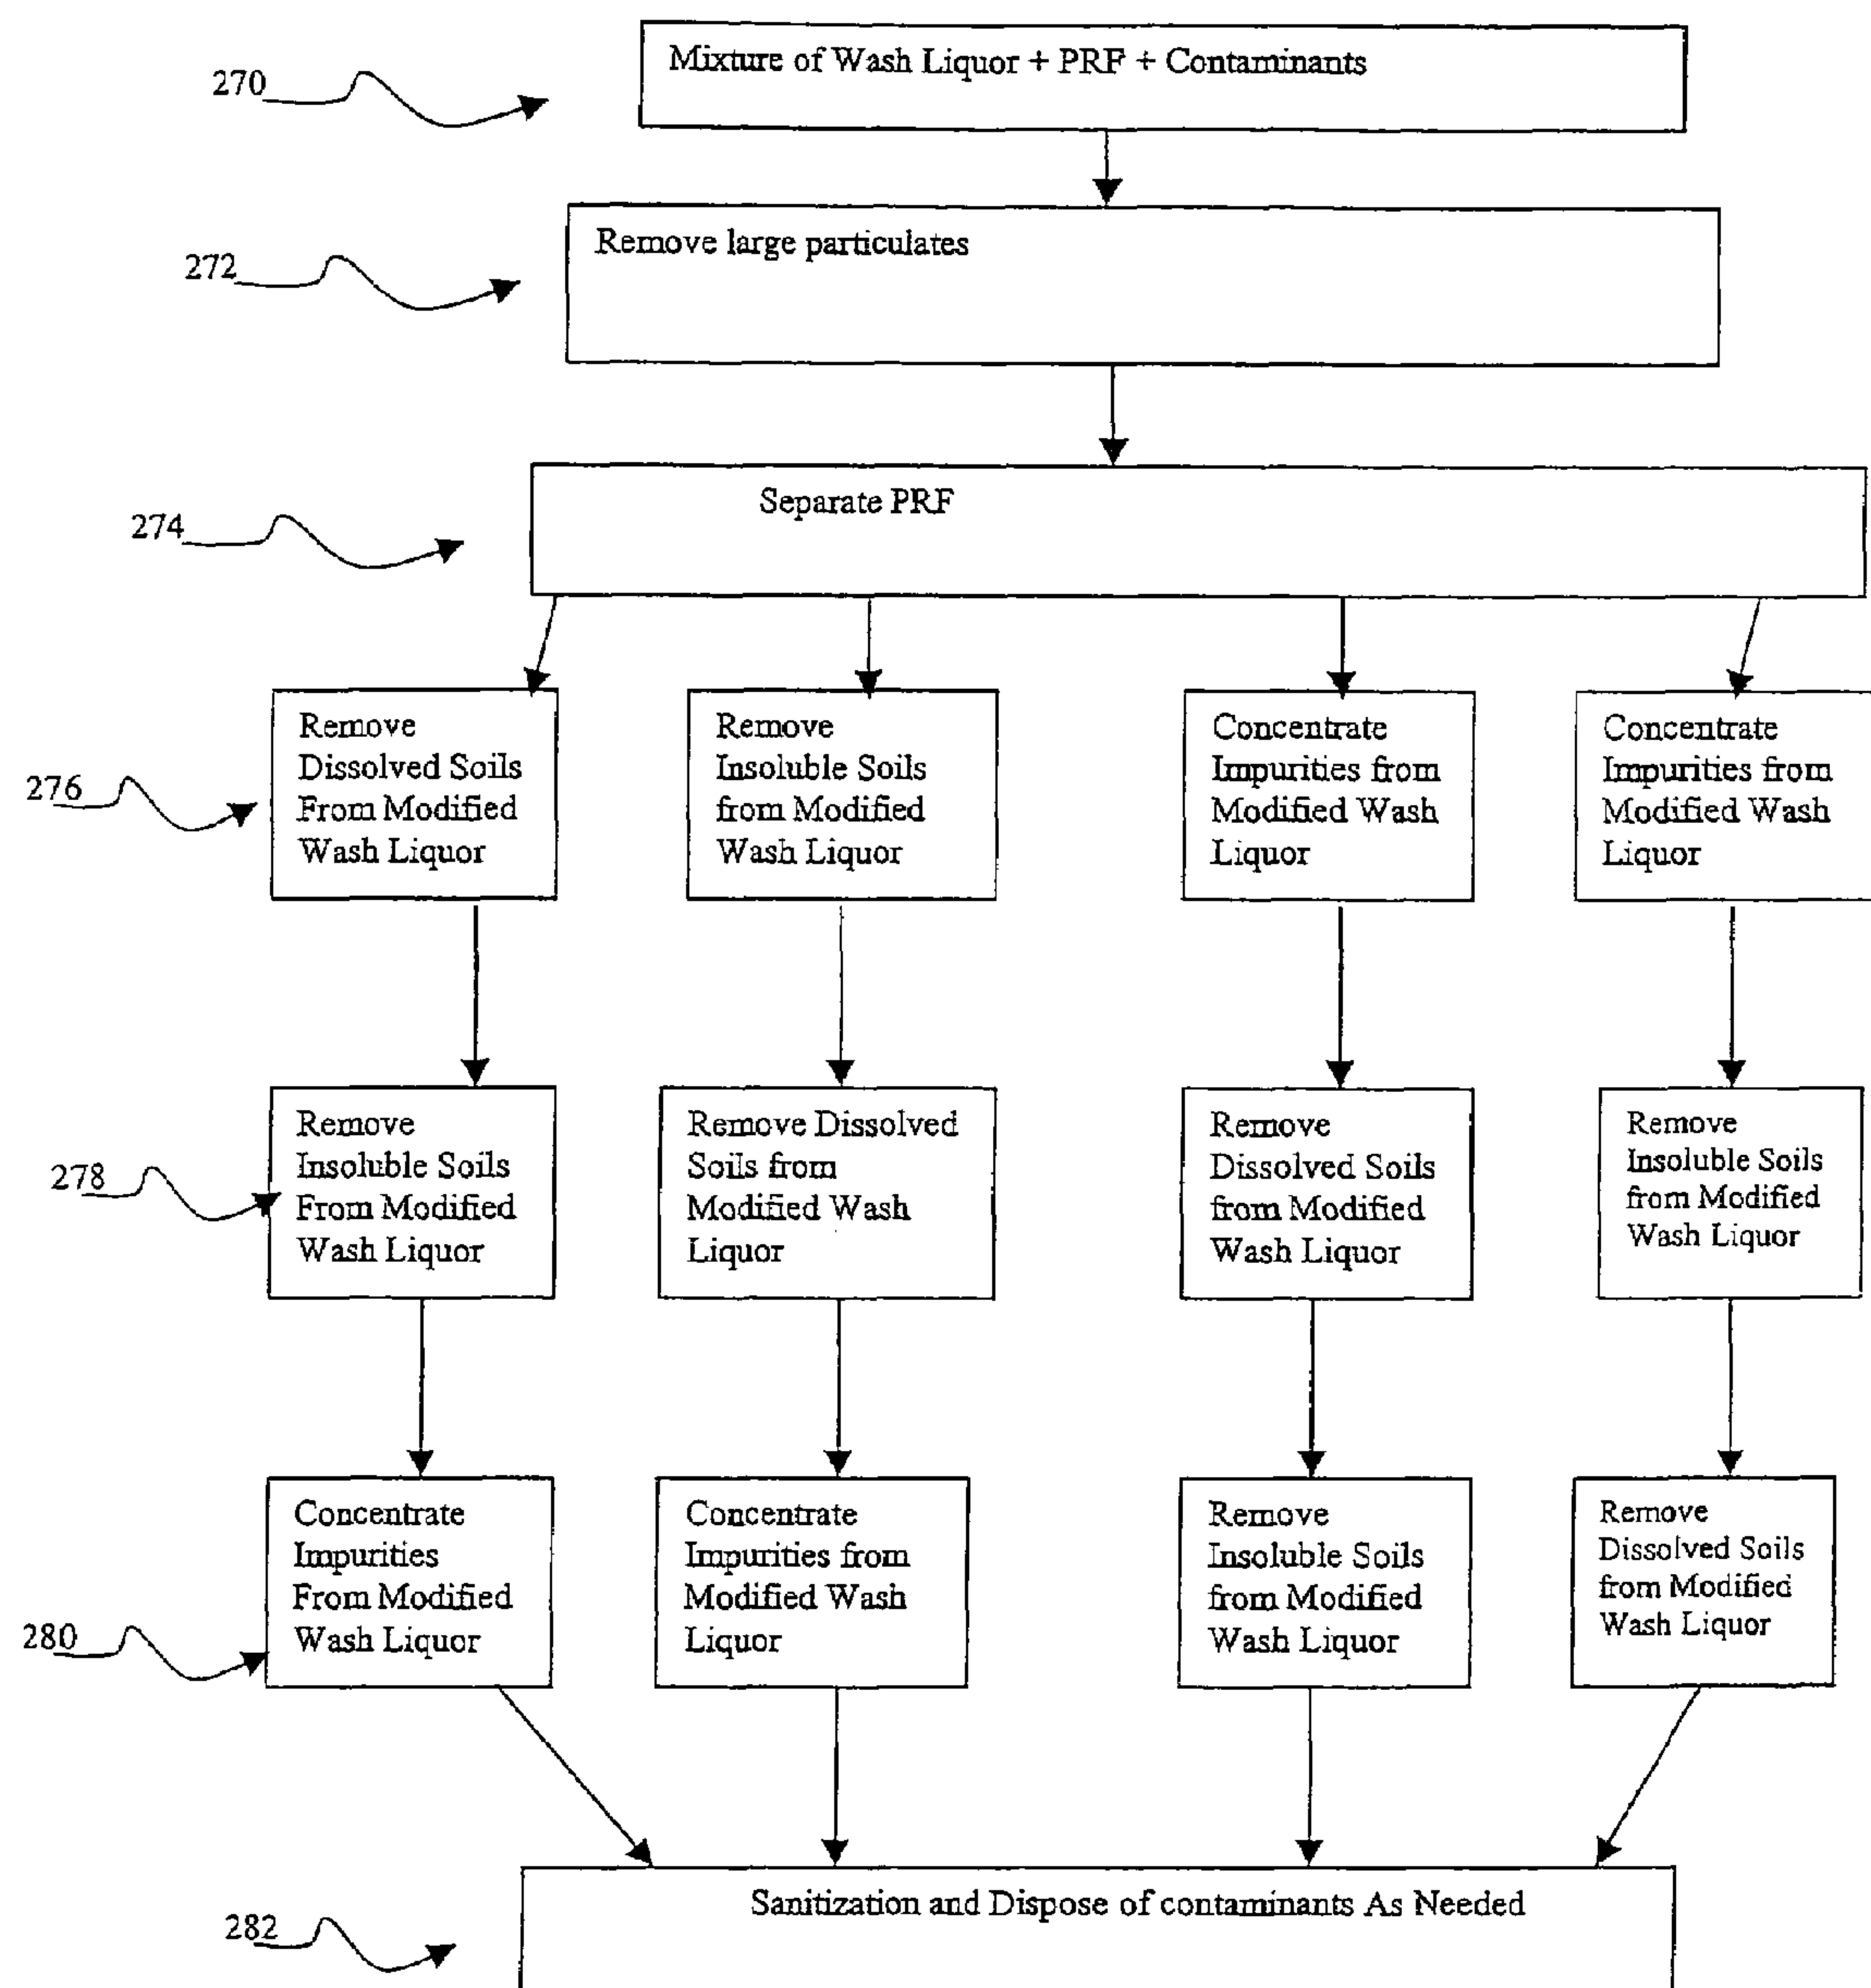 270
Mixture of Wash Liquor + PRF + Contaminants
272
Remove large particulates
274
Separate PRF
276
Remove
Dissolved Soils
From Modified
Wash Liquor
Remove
Insoluble Soils
from Modified
Wash Liquor
Concentrate
Impurities from
Modified Wash
Liquor
Concentrate
Impurities from
Modified Wash
Liquor
278
Remove
Insoluble Soils
From Modified
Wash Liquor
Remove Dissolved
Soils from
Modified Wash
Liquor
Remove
Dissolved Soils
from Modified
Wash Liquor
Remove
Insoluble Soils
from Modified
Wash Liquor
280
Concentrate
Impurities
From Modified
Wash Liquor
Concentrate
Impurities from
Modified Wash
Liquor
Remove
Insoluble Soils
from Modified
Wash Liquor
Remove
Dissolved Soils
from Modified
Wash Liquor
282
Sanitization and Dispose of contaminants As Needed